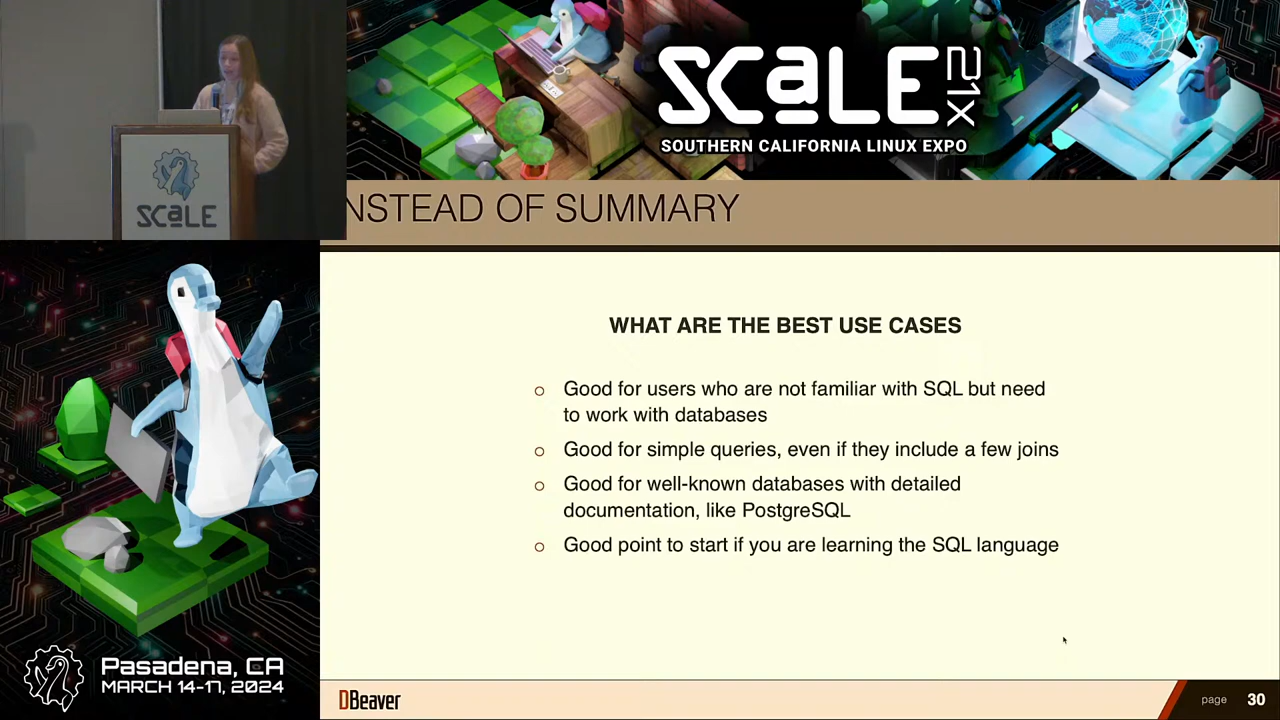 SCaLE 21X
SOUTHERN CALIFORNIA LINUX EXPO
SCaLE
NSTEAD OF SUMMARY
WHAT ARE THE BEST USE CASES
Good for users who are not familiar with SQL but need
to work with databases
Good for simple queries, even if they include a few joins
Good for well-known databases with detailed
documentation, like PostgreSQL
Good point to start if you are learning the SQL language
Pasadena, CA
MARCH 14-17, 2024
DBeaver
page 30